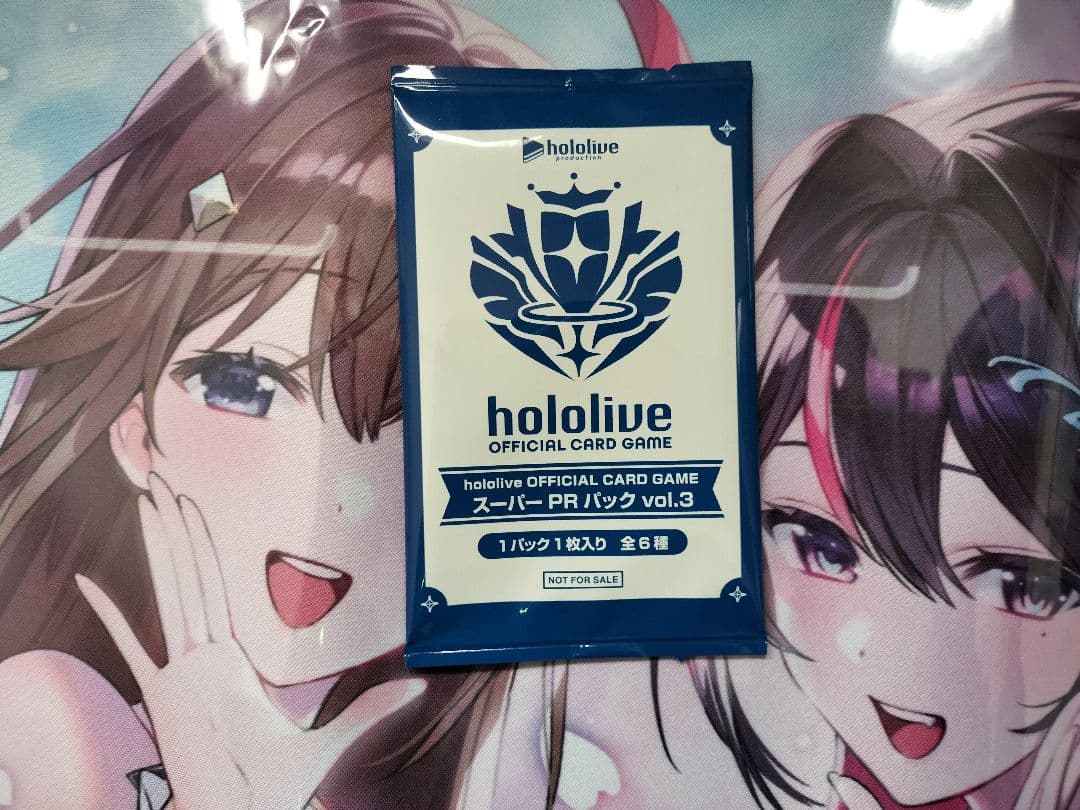 hololive
production
hololive
OFFICIAL CARD GAME
hololive OFFICIAL CARD GAME
スーパー PR パック vol.3
1パック1枚入り 全6種
NOT FOR SALE